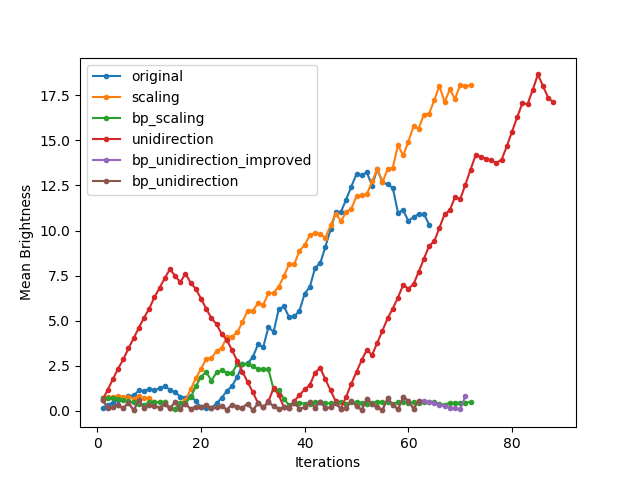 original
scaling
bp_scaling
unidirection
bp_unidirection_improved
bp_unidirection
17.5
15.0
12.5
10.0
7.5
5.0
2.5
0.0
Mean Brightness
0 20 40 60 80
Iterations